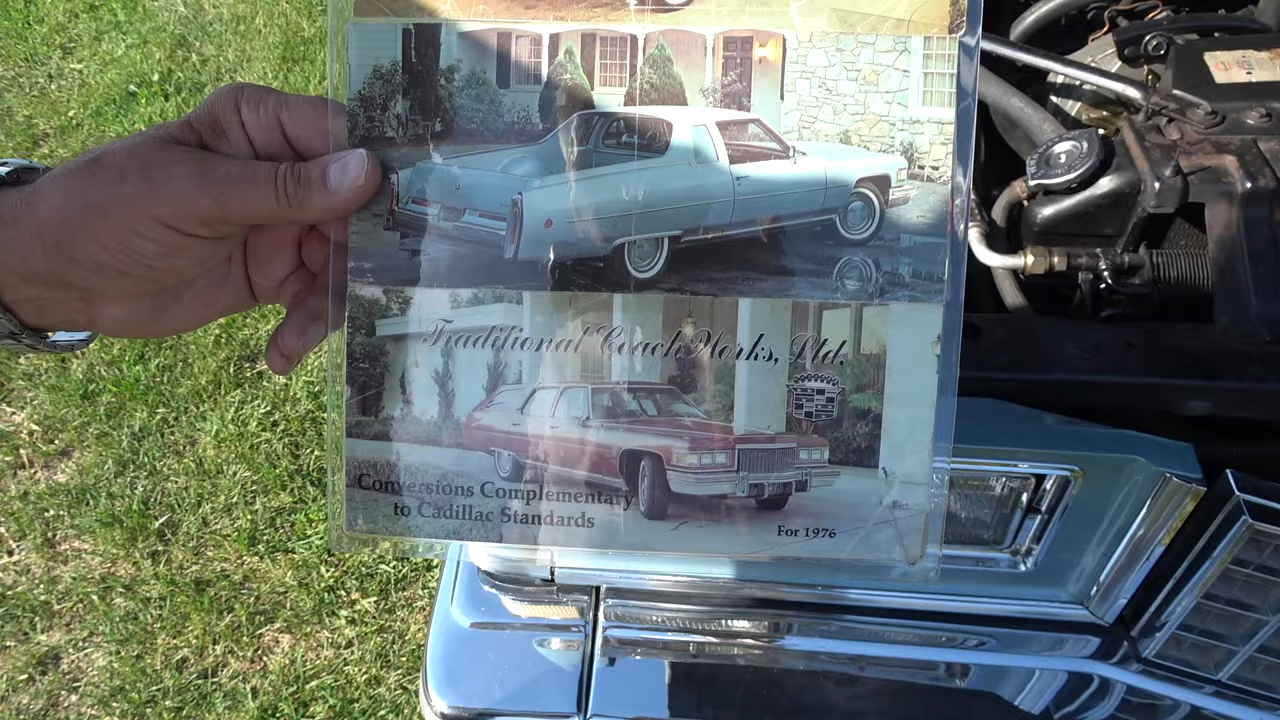 Traditional Coach Works, Ltd.
Conversions Complementary
to Cadillac Standards
For 1976